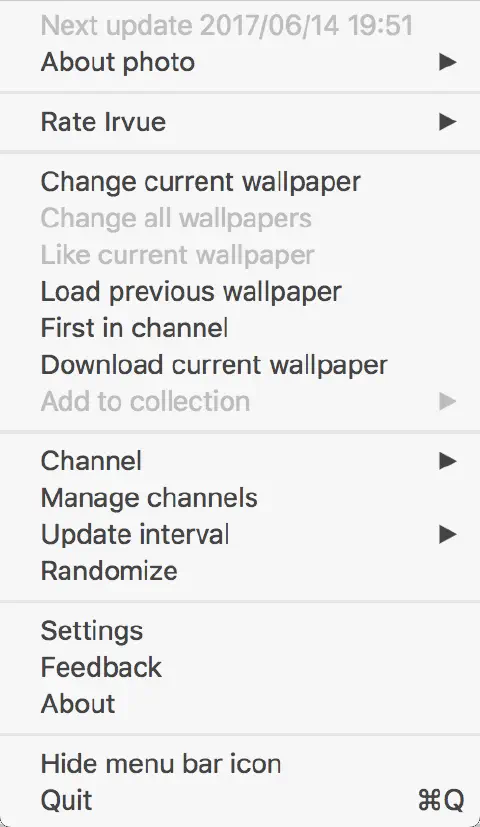 Next update 2017/06/14 19:51
About photo ▶
Rate Irvue ▶
Change current wallpaper
Change all wallpapers
Like current wallpaper
Load previous wallpaper
First in channel
Download current wallpaper
Add to collection ▶
Channel ▶
Manage channels
Update interval ▶
Randomize
Settings
Feedback
About
Hide menu bar icon
Quit ⌘Q